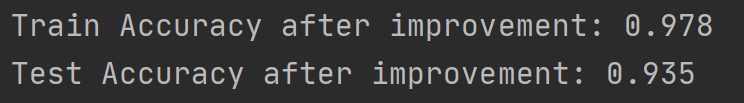 Train Accuracy after improvement: 0.978
Test Accuracy after improvement: 0.935